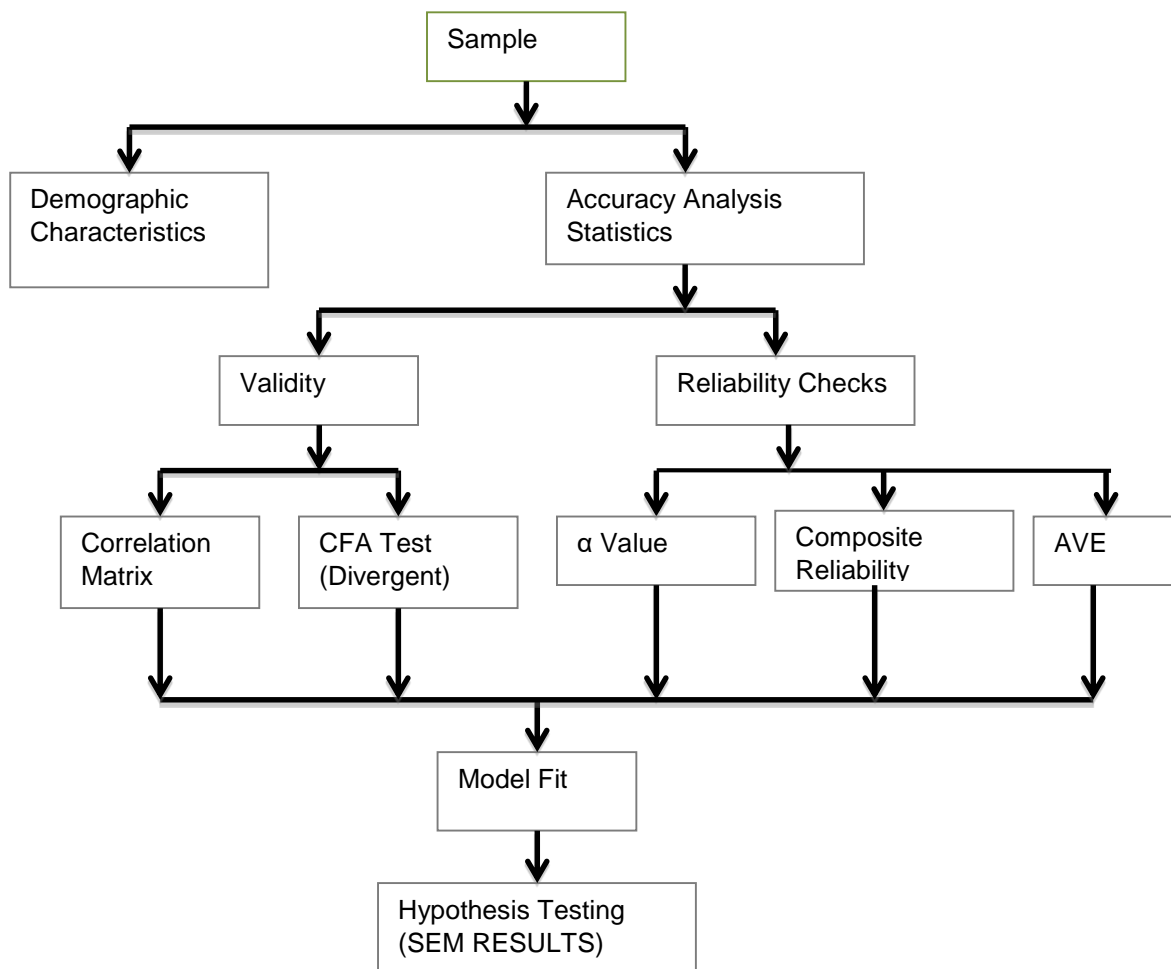 Sample
Demographic
Characteristics
Accuracy Analysis
Statistics
Validity
Reliability Checks
Correlation
Matrix
CFA Test
(Divergent)
α Value
Composite
Reliability
AVE
Model Fit
Hypothesis Testing
(SEM RESULTS)